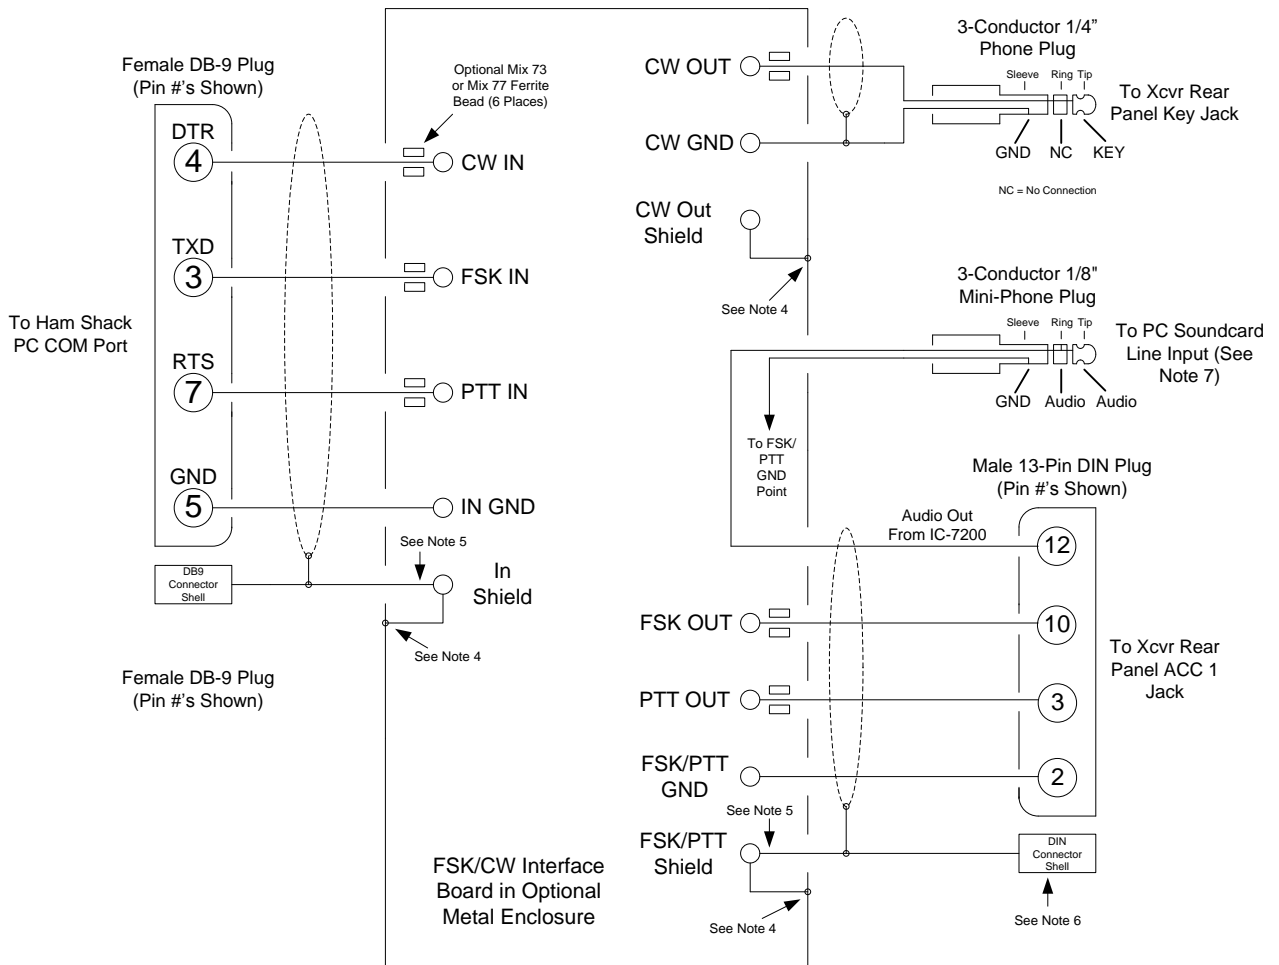 Female DB-9 Plug
(Pin #'s Shown)
DTR
4
TXD
3
RTS
7
GND
5
To Ham Shack
PC COM Port
DB9
Connector
Shell
Female DB-9 Plug
(Pin #'s Shown)
Optional Mix 73
or Mix 77 Ferrite
Bead (6 Places)
CW IN
FSK IN
PTT IN
IN GND
See Note 5
In
Shield
See Note 4
FSK/CW Interface
Board in Optional
Metal Enclosure
CW OUT
CW GND
CW Out
Shield
See Note 4
3-Conductor 1/4”
Phone Plug
Sleeve Ring Tip
GND NC KEY
NC = No Connection
To Xcvr Rear
Panel Key Jack
3-Conductor 1/8"
Mini-Phone Plug
Sleeve Ring Tip
GND Audio Audio
To PC Soundcard
Line Input (See
Note 7)
To FSK/
PTT
GND
Point
Male 13-Pin DIN Plug
(Pin #'s Shown)
Audio Out
From IC-7200
12
FSK OUT
10
PTT OUT
3
FSK/PTT
GND
2
To Xcvr Rear
Panel ACC 1
Jack
See Note 5
FSK/PTT
Shield
See Note 4
DIN
Connector
Shell
See Note 6